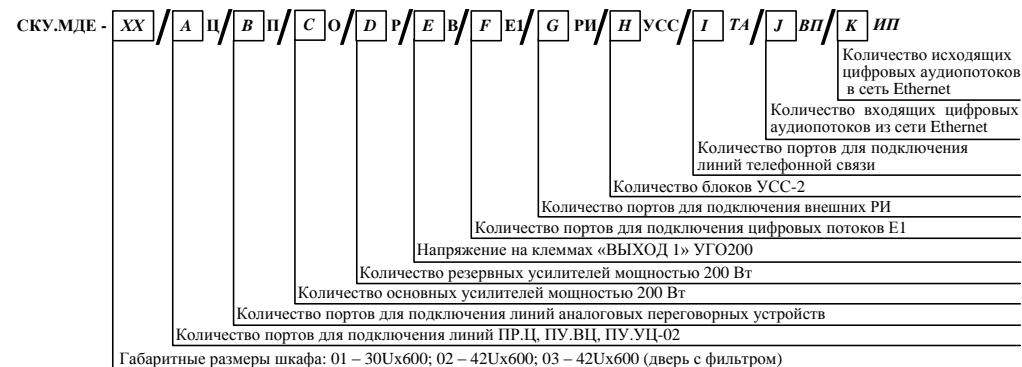 СКУ.МДЕ - XX / A Ц / B П / C О / D Р / E В / F Е1 / G РИ / H УСС / I ТА / J ВП / K ИП
Количество исходящих
цифровых аудиопотоков
в сеть Ethernet
Количество входящих цифровых
аудиопотоков из сети Ethernet
Количество портов для подключения
линий телефонной связи
Количество блоков УСС-2
Количество портов для подключения внешних РИ
Количество портов для подключения цифровых потоков Е1
Напряжение на клеммах «ВЫХОД 1» УГО200
Количество резервных усилителей мощностью 200 Вт
Количество основных усилителей мощностью 200 Вт
Количество портов для подключения линий аналоговых переговорных устройств
Количество портов для подключения линий ПР.Ц, ПУ.ВЦ, ПУ.УЦ-02
Габаритные размеры шкафа: 01 – 30Uх600; 02 – 42Uх600; 03 – 42Uх600 (дверь с фильтром)